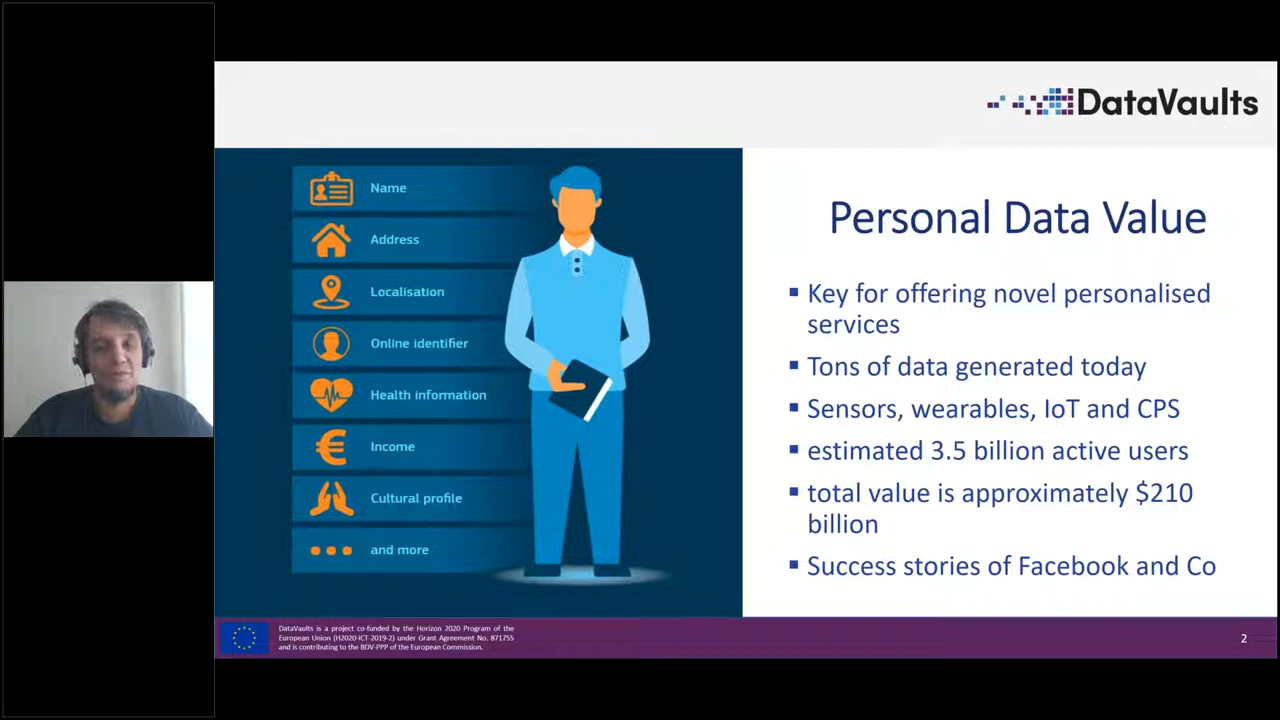 DataVaults
Name
Address
Localisation
Online identifier
Health information
Income
Cultural profile
and more
Personal Data Value
Key for offering novel personalised
services
Tons of data generated today
Sensors, wearables, IoT and CPS
estimated 3.5 billion active users
total value is approximately $210
billion
Success stories of Facebook and Co
DataVaults is a project co-funded by the Horizon 2020 Program of the
European Union (H2020-ICT-2019-2) under Grant Agreement No. 871755
and is contributing to the BDV-PPP of the European Commission.
2